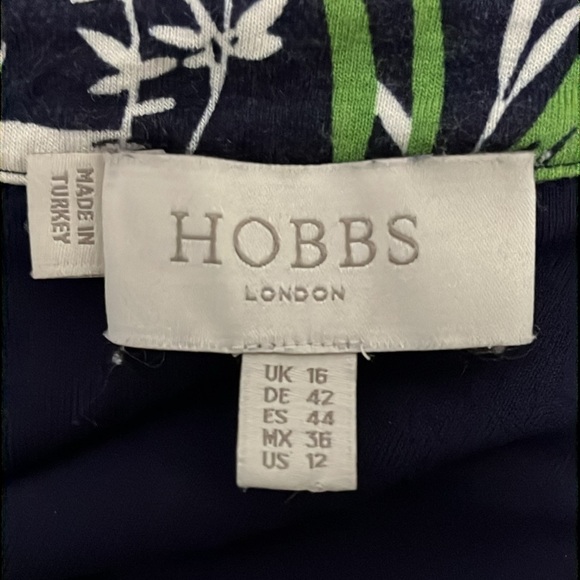 MADE IN
TURKEY
HOBBS
LONDON
UK 16
DE 42
ES 44
MX 36
US 12